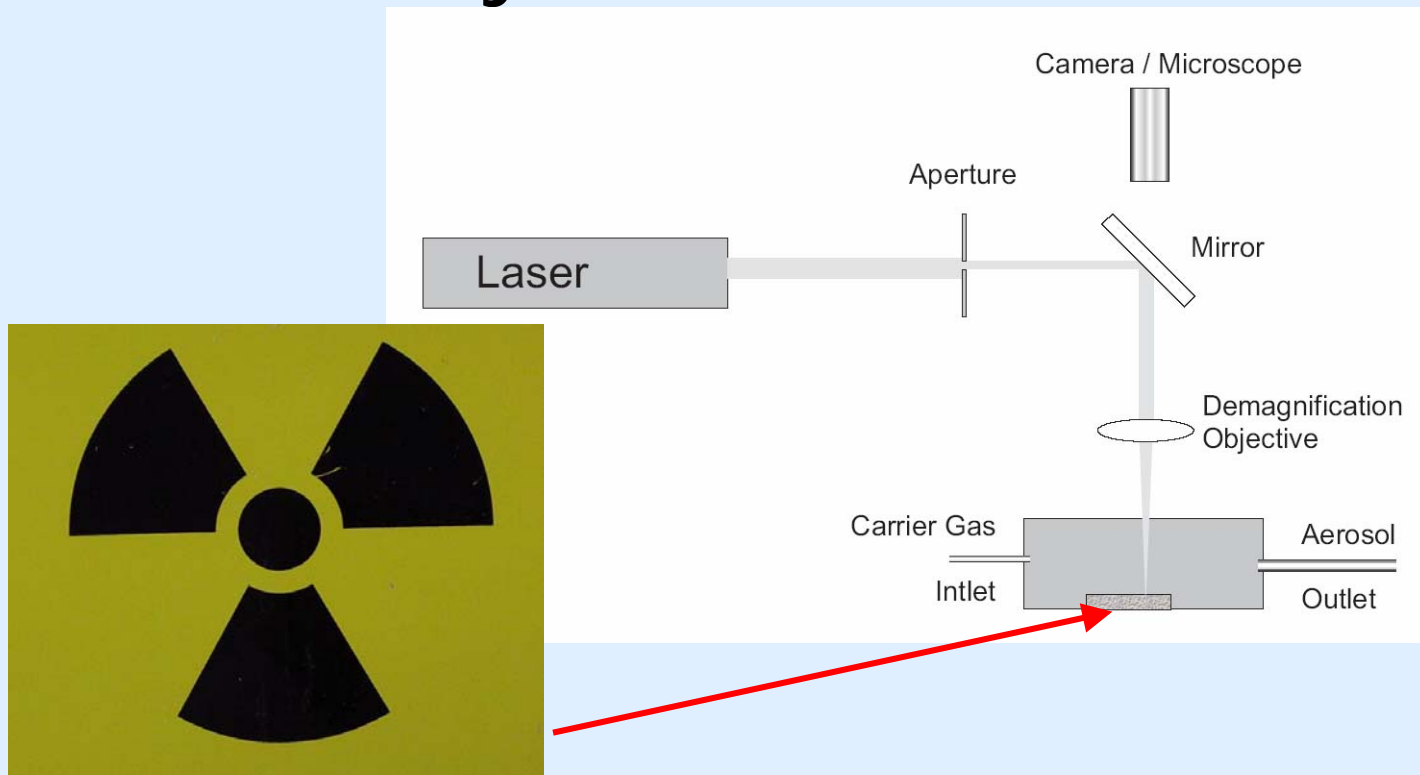 Camera / Microscope
Aperture
Mirror
Laser
Demagnification
Objective
Carrier Gas
Intlet
Aerosol
Outlet